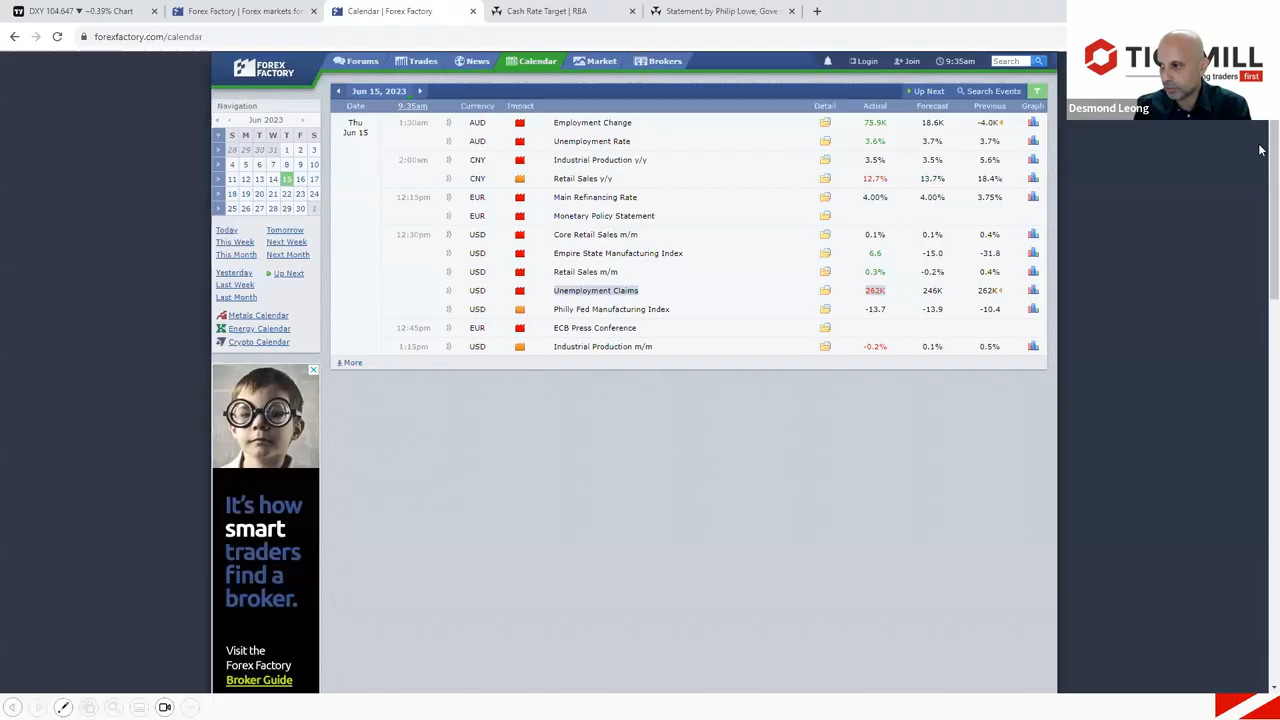 DXY 104.647 ▼ −0.39% Chart
Forex Factory | Forex markets fo
Calendar | Forex Factory
Cash Rate Target | RBA
Statement by Philip Lowe, Gove
forexfactory.com/calendar
FOREX
FACTORY
Forums
Trades
News
Calendar
Market
Brokers
Login
Join
9:35am
Search
TIC MILL
ing traders first
Desmond Leong
Navigation
Jun 2023
S M T W T F S
28 29 30 31 1 2 3
4 5 6 7 8 9 10
11 12 13 14 15 16 17
18 19 20 21 22 23 24
25 26 27 28 29 30 1
Today Tomorrow
This Week Next Week
This Month Next Month
Yesterday Up Next
Last Week
Last Month
Metals Calendar
Energy Calendar
Crypto Calendar
Jun 15, 2023
Up Next
Search Events
Date 9:35am Currency Impact Detail Actual Forecast Previous Graph
Thu
Jun 15
1:30am AUD Employment Change 75.9K 18.6K -4.0K
AUD Unemployment Rate 3.6% 3.7% 3.7%
2:00am CNY Industrial Production y/y 3.5% 3.5% 5.6%
CNY Retail Sales y/y 12.7% 13.7% 18.4%
12:15pm EUR Main Refinancing Rate 4.00% 4.00% 3.75%
EUR Monetary Policy Statement
12:30pm USD Core Retail Sales m/m 0.1% 0.1% 0.4%
USD Empire State Manufacturing Index 6.6 -15.0 -31.8
USD Retail Sales m/m 0.3% -0.2% 0.4%
USD Unemployment Claims 262K 246K 262K
USD Philly Fed Manufacturing Index -13.7 -13.9 -10.4
12:45pm EUR ECB Press Conference
1:15pm USD Industrial Production m/m -0.2% 0.1% 0.5%
More
It's how
smart
traders
find a
broker.
Visit the
Forex Factory
Broker Guide